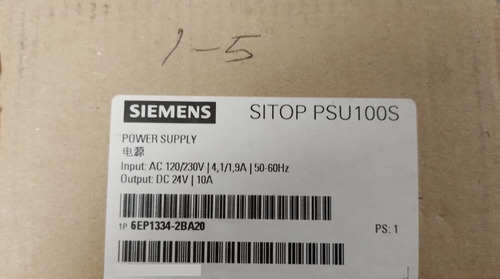 1-5
SIEMENS SITOP PSU100S
POWER SUPPLY
电源
Input: AC 120/230V | 4,1/1,9A | 50-60Hz
Output: DC 24V | 10A
1P 6EP1334-2BA20 PS: 1